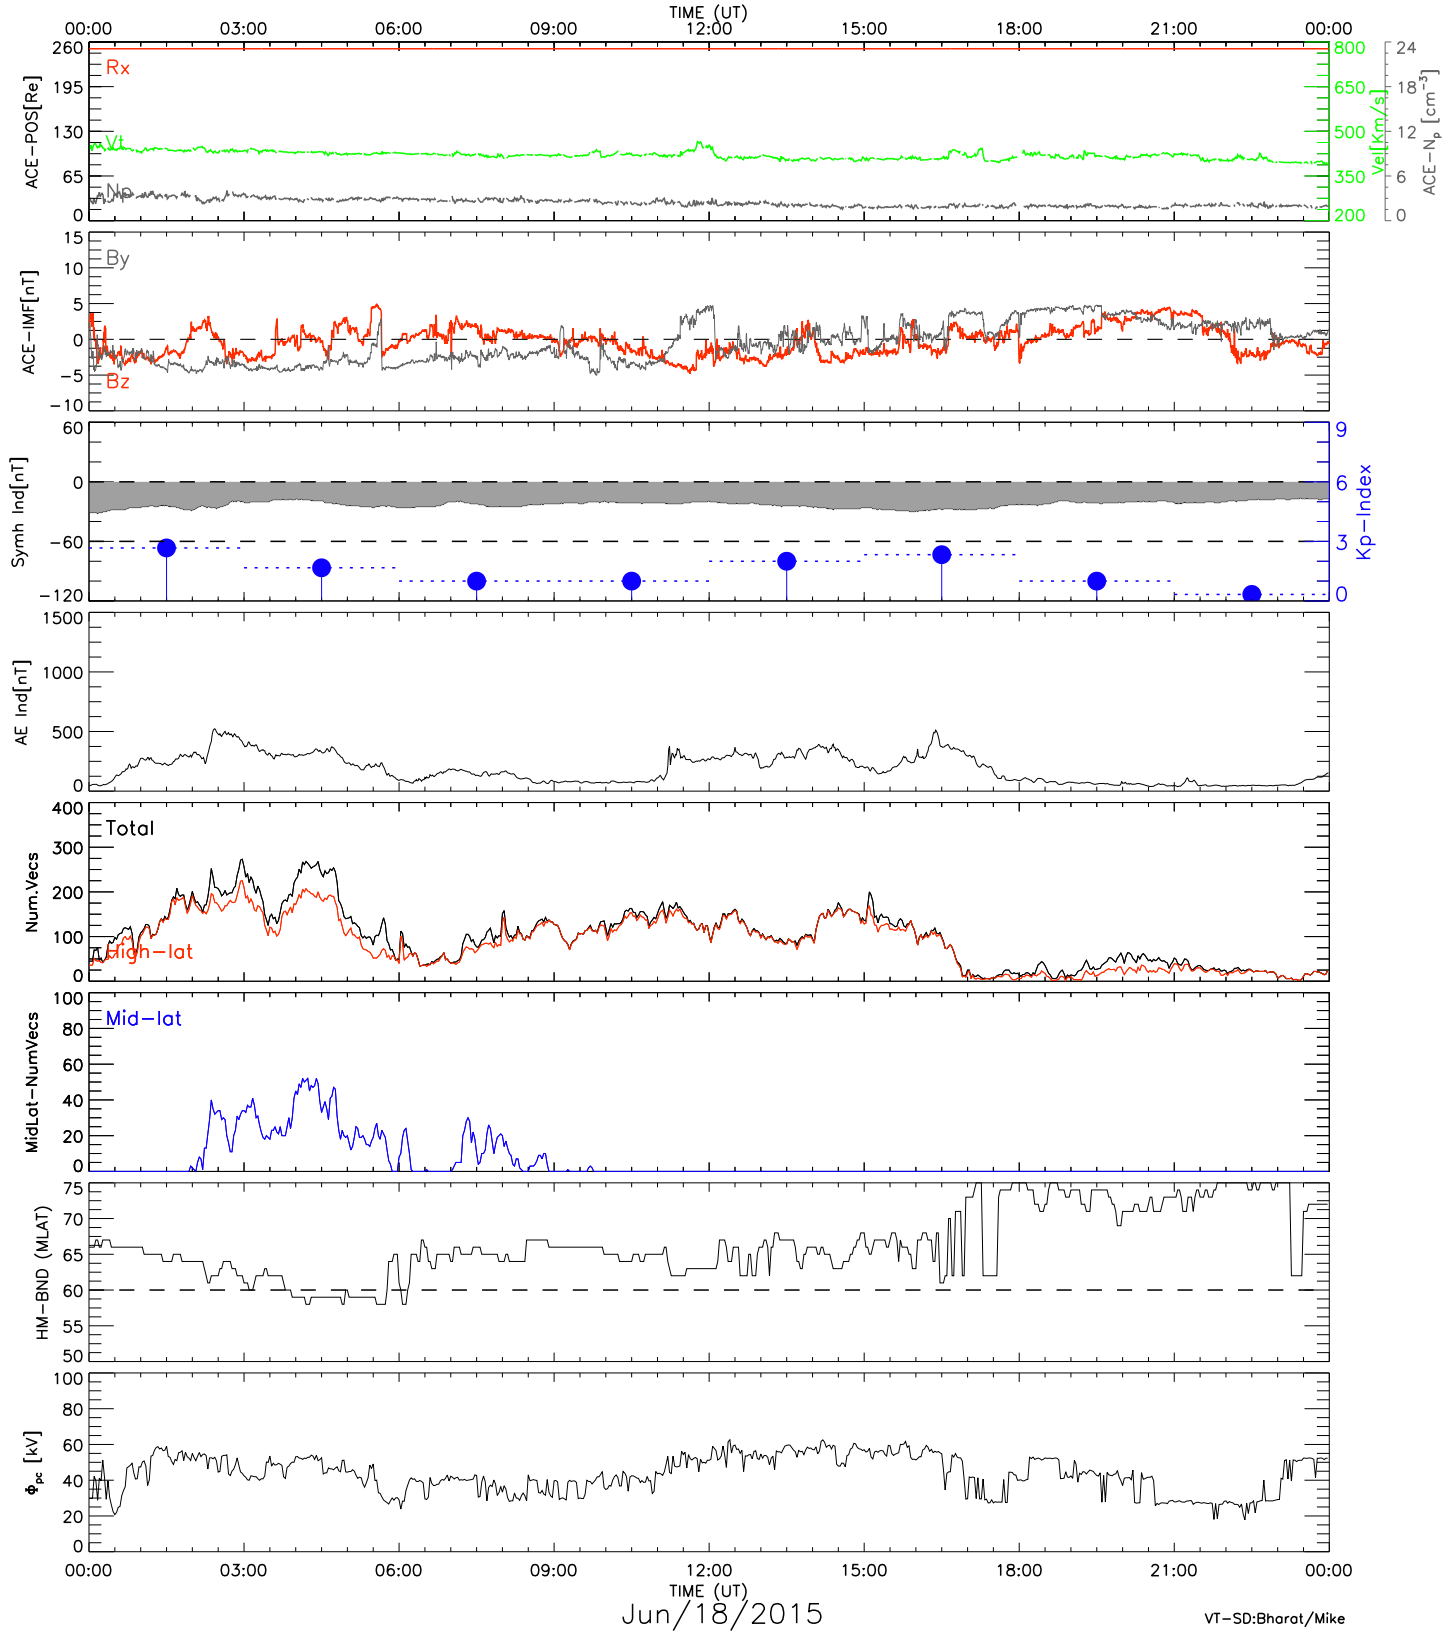 TIME (UT)
00:00 03:00 06:00 09:00 12:00 15:00 18:00 21:00 00:00
ACE-POS[Re]
260
195
130
65
0
Rx
Vt
Np
800
650
500
350
200
Vel[Km/s]
24
18
12
6
0
ACE-Np [cm-3]
ACE-IMF[nT]
15
10
5
0
-5
-10
By
Bz
Symh Ind[nT]
60
0
-60
-120
9
6
3
0
Kp-Index
AE Ind[nT]
1500
1000
500
0
Num.Vecs
400
300
200
100
0
Total
High-lat
MidLat-NumVecs
100
80
60
40
20
0
Mid-lat
HM-BND (MLAT)
75
70
65
60
55
50
Φpc [kV]
100
80
60
40
20
0
00:00 03:00 06:00 09:00 12:00 15:00 18:00 21:00 00:00
TIME (UT)
Jun/18/2015
VT-SD:Bharat/Mike